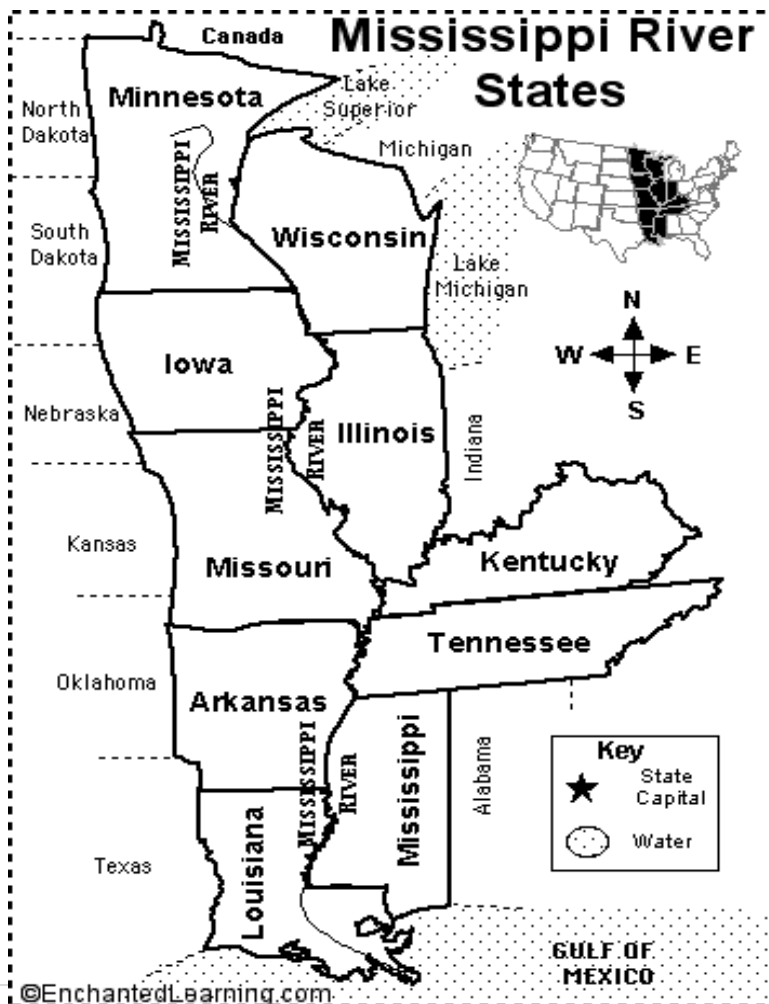 Mississippi River
States
Canada
Lake
Superior
Minnesota
North
Dakota
Michigan
MISSISSIPPI
RIVER
South
Dakota
Wisconsin
Lake
Michigan
N
W
E
S
Iowa
Nebraska
MISSISSIPPI
RIVER
Illinois
Indiana
Kansas
Missouri
Kentucky
Tennessee
Oklahoma
Arkansas
MISSISSIPPI
RIVER
Mississippi
Alabama
Key
State
Capital
Water
Texas
Louisiana
GULF OF
MEXICO
©EnchantedLearning.com